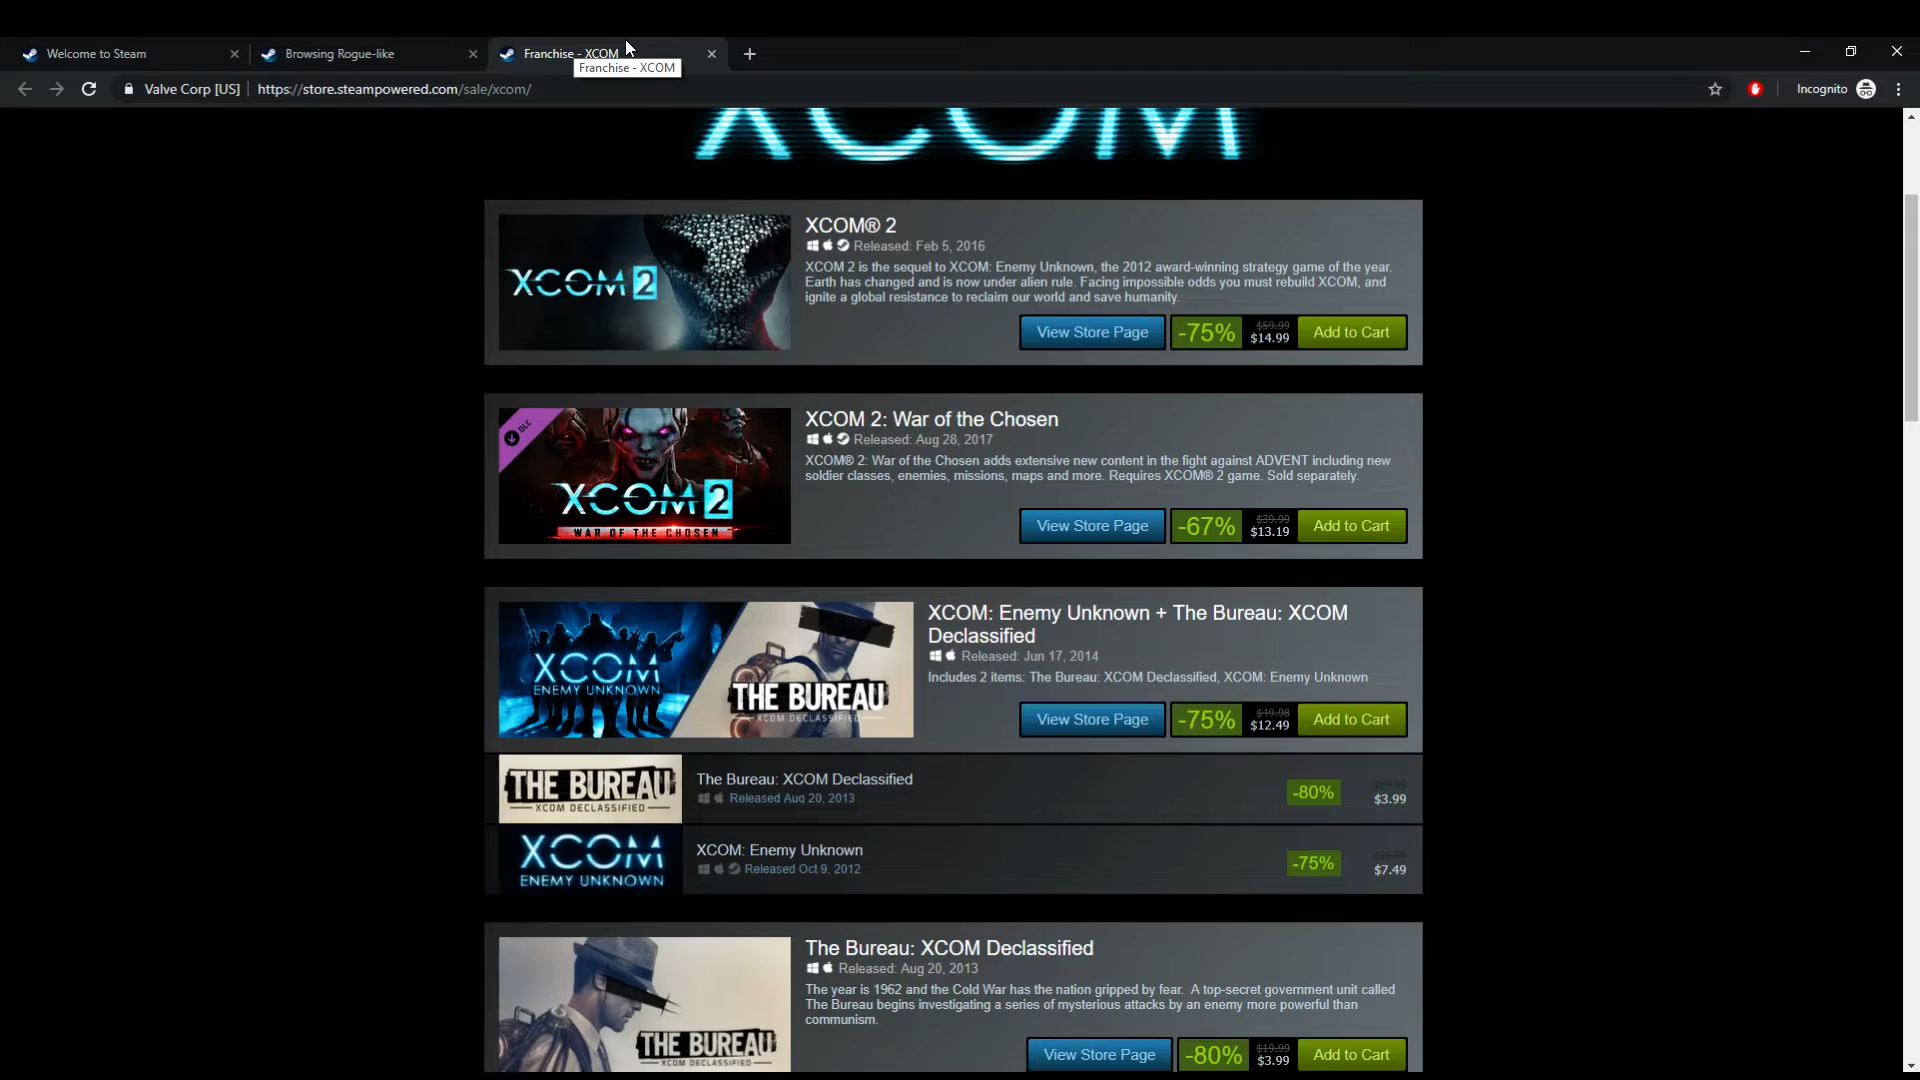 Welcome to Steam
Browsing Rogue-like
Franchise - XCOM
Franchise - XCOM
Valve Corp [US]
https://store.steampowered.com/sale/xcom/
Incognito
XCOM
XCOM 2
XCOM® 2
Released: Feb 5, 2016
XCOM 2 is the sequel to XCOM: Enemy Unknown, the 2012 award-winning strategy game of the year.
Earth has changed and is now under alien rule. Facing impossible odds you must rebuild XCOM, and
ignite a global resistance to reclaim our world and save humanity.
View Store Page
-75%
$59.99
$14.99
Add to Cart
DLC
XCOM 2
WAR OF THE CHOSEN
XCOM 2: War of the Chosen
Released: Aug 28, 2017
XCOM® 2: War of the Chosen adds extensive new content in the fight against ADVENT including new
soldier classes, enemies, missions, maps and more. Requires XCOM® 2 game. Sold separately.
View Store Page
-67%
$39.99
$13.19
Add to Cart
XCOM
ENEMY UNKNOWN
THE BUREAU
XCOM DECLASSIFIED
XCOM: Enemy Unknown + The Bureau: XCOM
Declassified
Released: Jun 17, 2014
Includes 2 items: The Bureau: XCOM Declassified, XCOM: Enemy Unknown
View Store Page
-75%
$49.98
$12.49
Add to Cart
THE BUREAU
XCOM DECLASSIFIED
The Bureau: XCOM Declassified
Released Aug 20, 2013
-80%
$3.99
XCOM
ENEMY UNKNOWN
XCOM: Enemy Unknown
Released Oct 9, 2012
-75%
$7.49
THE BUREAU
XCOM DECLASSIFIED
The Bureau: XCOM Declassified
Released: Aug 20, 2013
The year is 1962 and the Cold War has the nation gripped by fear. A top-secret government unit called
The Bureau begins investigating a series of mysterious attacks by an enemy more powerful than
communism.
View Store Page
-80%
$19.99
$3.99
Add to Cart